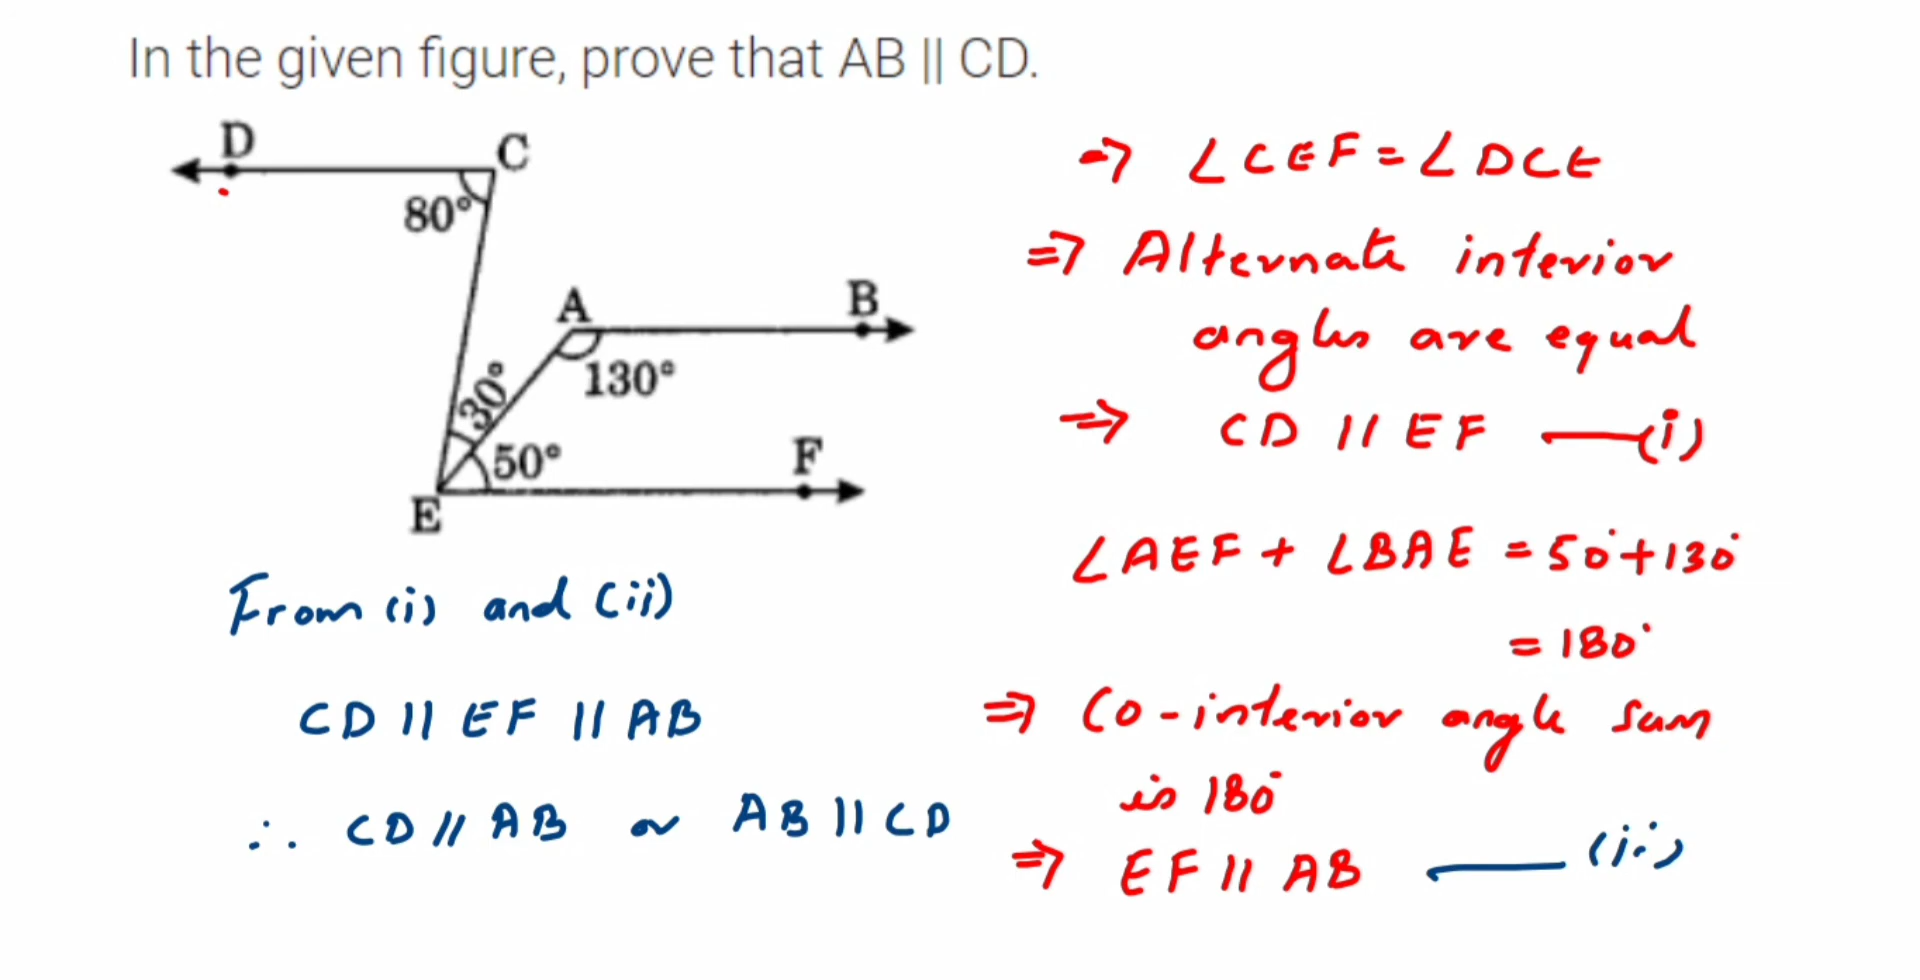 In the given figure, prove that AB || CD.
D
C
80°
A
B
130°
30°
50°
F
E
⇒ ∠CEF = ∠DCE
⇒ Alternate interior
angles are equal
⇒ CD || EF —(i)
∠AEF + ∠BAE = 50° + 130°
= 180°
⇒ Co-interior angle sum
is 180°
⇒ EF || AB —(ii)
From (i) and (ii)
CD || EF || AB
∴ CD || AB or AB || CD